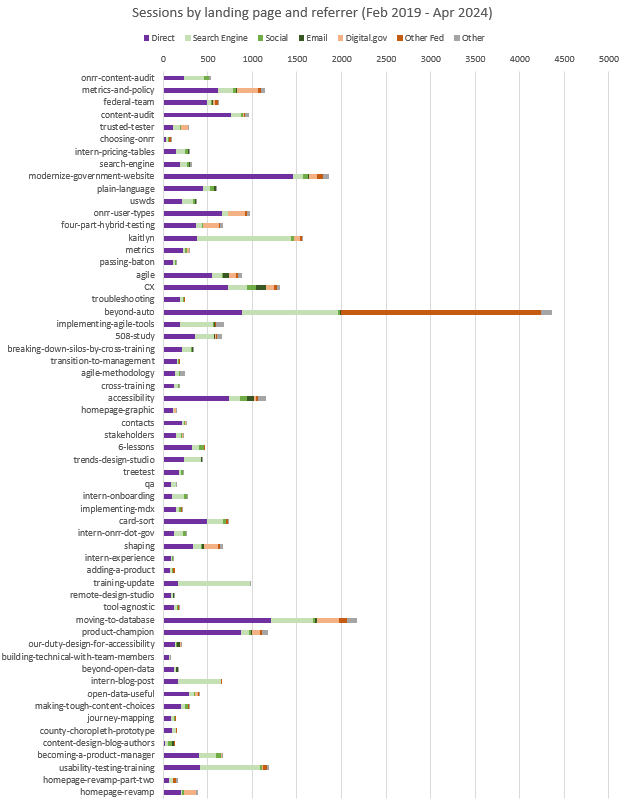 Sessions by landing page and referrer (Feb 2019 - Apr 2024)
Direct Search Engine Social Email Digital.gov Other Fed Other
0 500 1000 1500 2000 2500 3000 3500 4000 4500 5000
onrr-content-audit
metrics-and-policy
federal-team
content-audit
trusted-tester
choosing-onrr
intern-pricing-tables
search-engine
modernize-government-website
plain-language
uswds
onrr-user-types
four-part-hybrid-testing
kaitlyn
metrics
passing-baton
agile
CX
troubleshooting
beyond-auto
implementing-agile-tools
508-study
breaking-down-silos-by-cross-training
transition-to-management
agile-methodology
cross-training
accessibility
homepage-graphic
contacts
stakeholders
6-lessons
trends-design-studio
treetest
qa
intern-onboarding
implementing-mdx
card-sort
intern-onrr-dot-gov
shaping
intern-experience
adding-a-product
training-update
remote-design-studio
tool-agnostic
moving-to-database
product-champion
our-duty-design-for-accessibility
building-technical-with-team-members
beyond-open-data
intern-blog-post
open-data-useful
making-tough-content-choices
journey-mapping
county-choropleth-prototype
content-design-blog-authors
becoming-a-product-manager
usability-testing-training
homepage-revamp-part-two
homepage-revamp